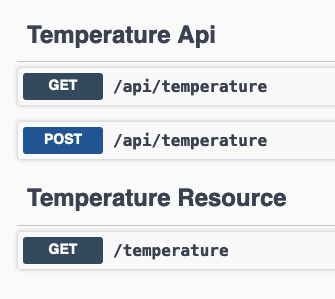 Temperature Api
GET /api/temperature
POST /api/temperature
Temperature Resource
GET /temperature